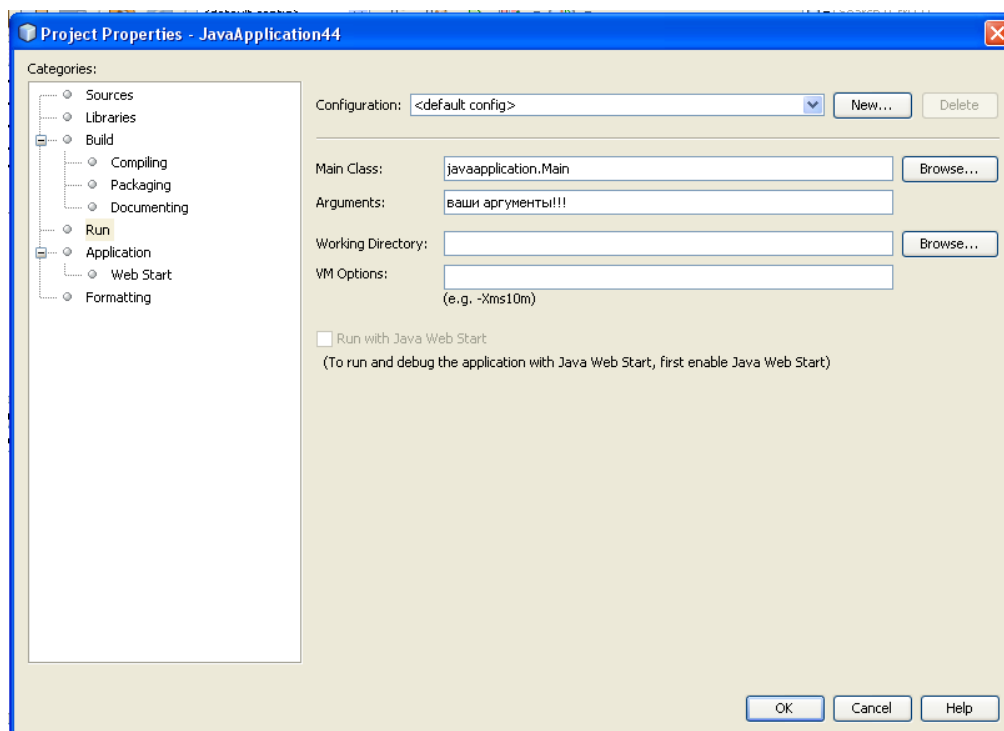 Project Properties - JavaApplication44
Categories:
Sources
Libraries
Build
Compiling
Packaging
Documenting
Run
Application
Web Start
Formatting
Configuration: <default config> New... Delete
Main Class: javaapplication.Main Browse...
Arguments: ваши аргументы!!!
Working Directory: Browse...
VM Options:
(e.g. -Xms10m)
Run with Java Web Start
(To run and debug the application with Java Web Start, first enable Java Web Start)
OK Cancel Help